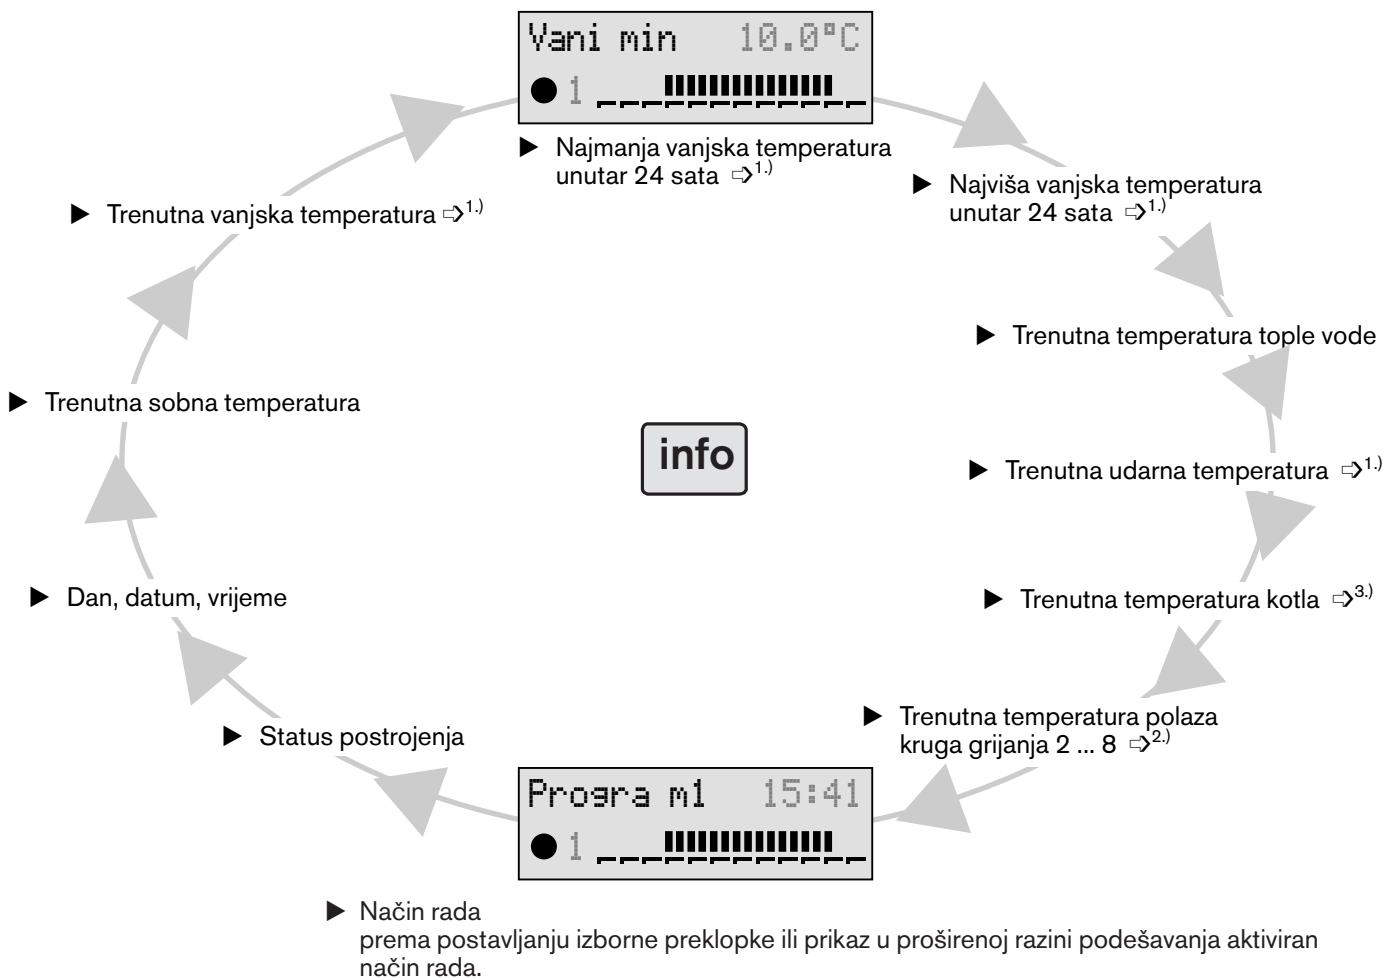 Vani min 10.0°C
1
▶ Najmanja vanjska temperatura
unutar 24 sata ➩1.)
▶ Najviša vanjska temperatura
unutar 24 sata ➩1.)
▶ Trenutna vanjska temperatura ➩1.)
▶ Trenutna temperatura tople vode
▶ Trenutna sobna temperatura
info
▶ Trenutna udarna temperatura ➩1.)
▶ Dan, datum, vrijeme
▶ Trenutna temperatura kotla ➩3.)
▶ Trenutna temperatura polaza
kruga grijanja 2 ... 8 ➩2.)
▶ Status postrojenja
Progra m1 15:41
1
▶ Način rada
prema postavljanju izborne preklopke ili prikaz u proširenoj razini podešavanja aktiviran
način rada.